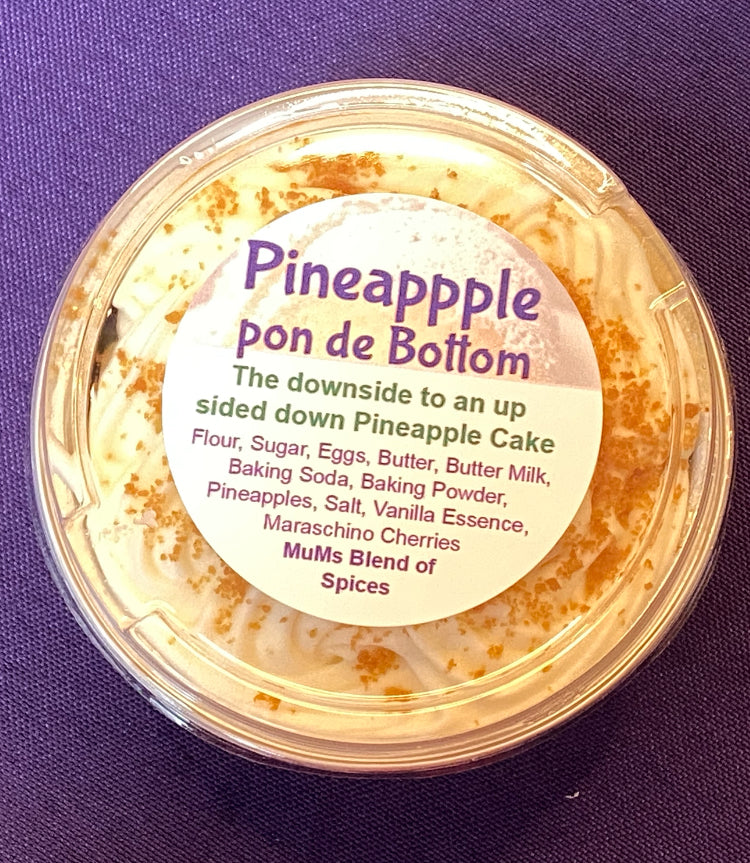 Pineappple
pon de Bottom
The downside to an up
sided down Pineapple Cake
Flour, Sugar, Eggs, Butter, Butter Milk,
Baking Soda, Baking Powder,
Pineapples, Salt, Vanilla Essence,
Maraschino Cherries
MuMs Blend of
Spices